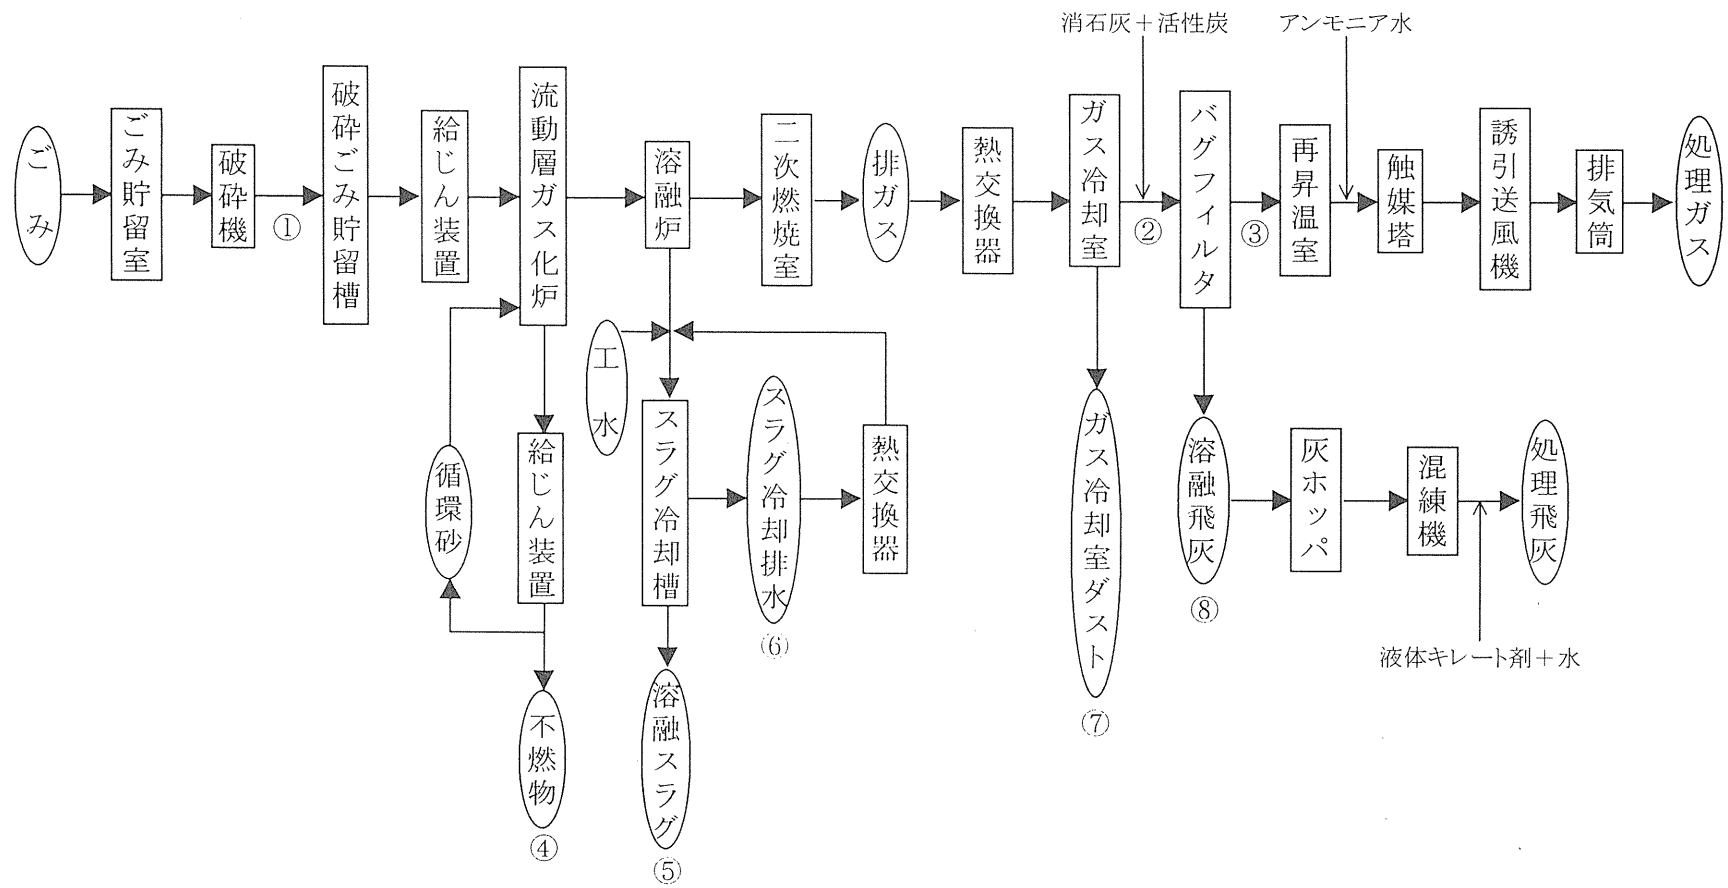 消石灰＋活性炭
アンモニア水
ごみ
ごみ貯留室
破砕機
①
破砕ごみ貯留槽
給じん装置
流動層ガス化炉
溶融炉
二次燃焼室
排ガス
熱交換器
ガス冷却室
②
バグフィルタ
③
再昇温室
触媒塔
誘引送風機
排気筒
処理ガス
循環砂
給じん装置
不燃物
④
工水
スラグ冷却槽
溶融スラグ
⑤
スラグ冷却排水
⑥
熱交換器
ガス冷却室ダスト
⑦
溶融飛灰
⑧
灰ホッパ
混練機
処理飛灰
液体キレート剤＋水